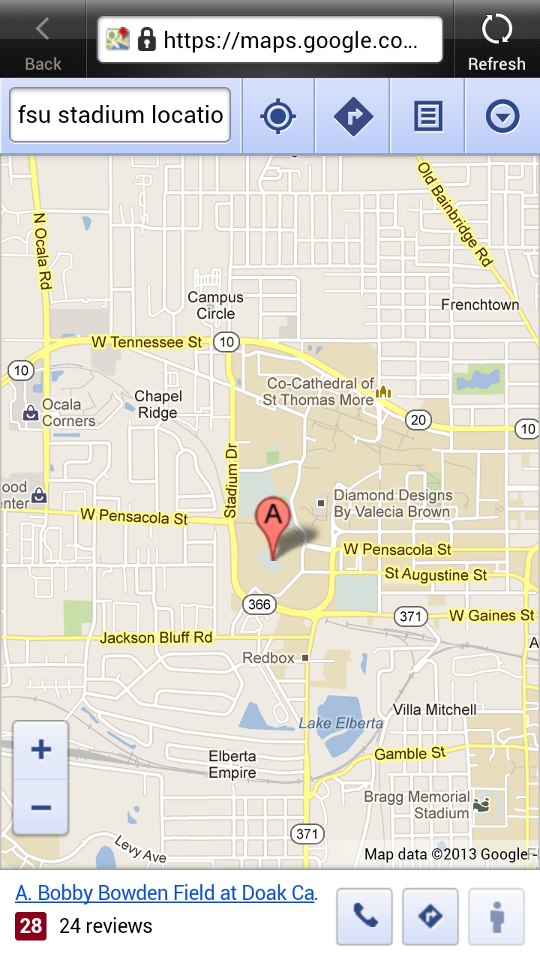 Back
https://maps.google.co...
Refresh
fsu stadium locatio
N Ocala Rd
Old Bainbridge Rd
Campus
Circle
Frenchtown
W Tennessee St
10
10
Co-Cathedral of
St Thomas More
Chapel
Ridge
Ocala
Corners
20
10
Stadium Dr
ood
enter
Diamond Designs
By Valecia Brown
A
W Pensacola St
W Pensacola St
St Augustine St
366
371
W Gaines St
Jackson Bluff Rd
A
Redbox
Villa Mitchell
Lake Elberta
+
Elberta
Empire
Gamble St
−
Bragg Memorial
Stadium
371
Levy Ave
Map data ©2013 Google -
A. Bobby Bowden Field at Doak Ca.
28 24 reviews